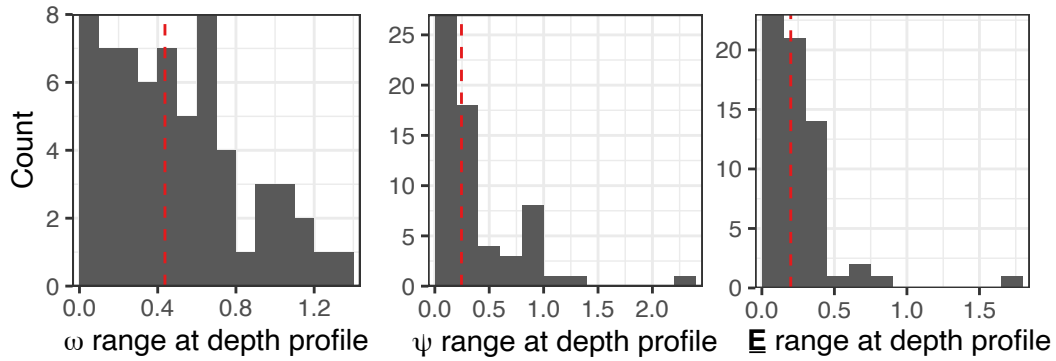 Count
8
6
4
2
0
0.0 0.4 0.8 1.2
ω range at depth profile
25
20
15
10
5
0
0.0 0.5 1.0 1.5 2.0
ψ range at depth profile
20
15
10
5
0
0.0 0.5 1.0 1.5
E range at depth profile